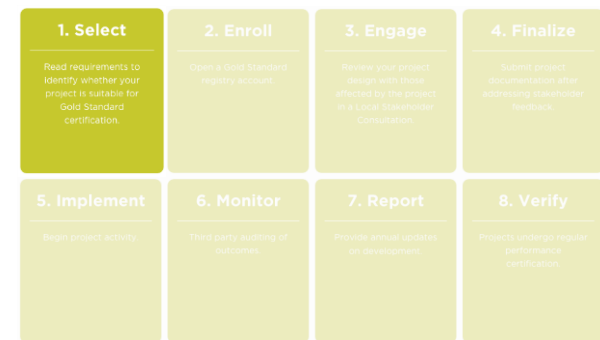 1. Select
Read requirements to
identify whether your
project is suitable for
Gold Standard
certification.
2. Enroll
Open a Gold Standard
registry account
3. Engage
Review your project
design with those
affected by the project
in a Local Stakeholder
Consultation
4. Finalize
Submit project
documentation after
addressing stakeholder
feedback
5. Implement
Begin project activity
6. Monitor
Third party auditing of
outcomes
7. Report
Provide annual updates
on development
8. Verify
Projects undergo regular
performance
certification